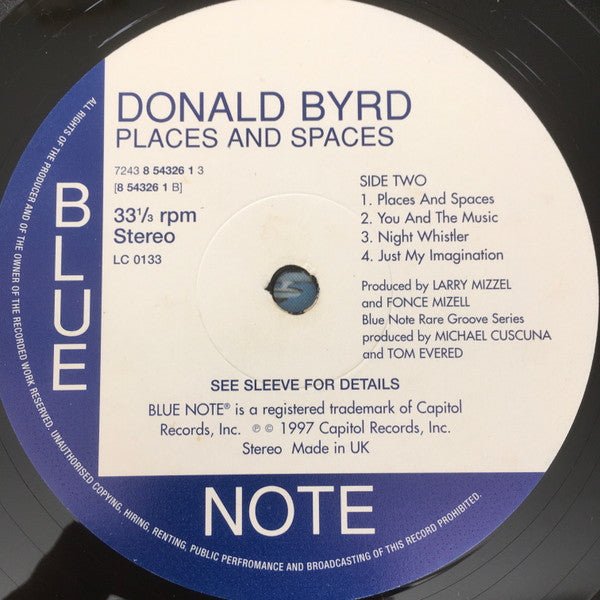 DONALD BYRD
PLACES AND SPACES
7243 8 54326 1 3
[8 54326 1 B]
33⅓ rpm
Stereo
LC 0133
SIDE TWO
1. Places And Spaces
2. You And The Music
3. Night Whistler
4. Just My Imagination
Produced by LARRY MIZZEL
and FONCE MIZELL
Blue Note Rare Groove Series
produced by MICHAEL CUSCUNA
and TOM EVERED
SEE SLEEVE FOR DETAILS
BLUE NOTE® is a registered trademark of Capitol
Records, Inc. ℗ © 1997 Capitol Records, Inc.
Stereo Made in UK
BLUE
NOTE
ALL RIGHTS OF THE PRODUCER AND OF THE OWNER OF THE RECORDED WORK RESERVED. UNAUTHORISED COPYING, HIRING, RENTING, PUBLIC PERFROMANCE AND BROADCASTING OF THIS RECORD PROHIBITED.